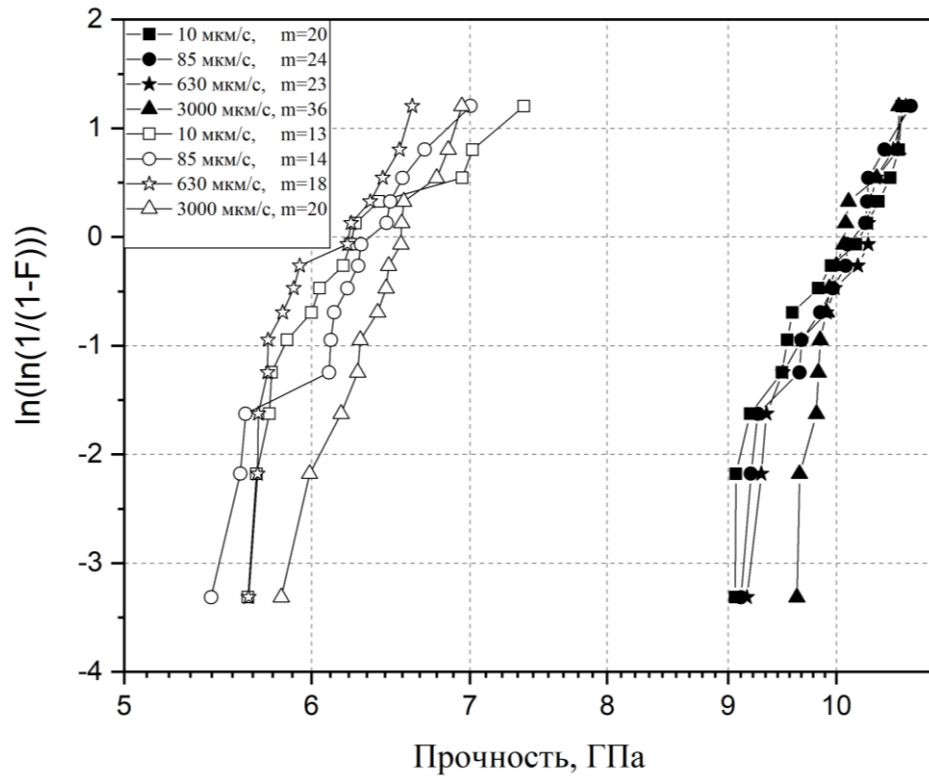 10 мкм/с, m=20
85 мкм/с, m=24
630 мкм/с, m=23
3000 мкм/с, m=36
10 мкм/с, m=13
85 мкм/с, m=14
630 мкм/с, m=18
3000 мкм/с, m=20
ln(ln(1/(1-F)))
2
1
0
-1
-2
-3
-4
5 6 7 8 9 10
Прочность, ГПа